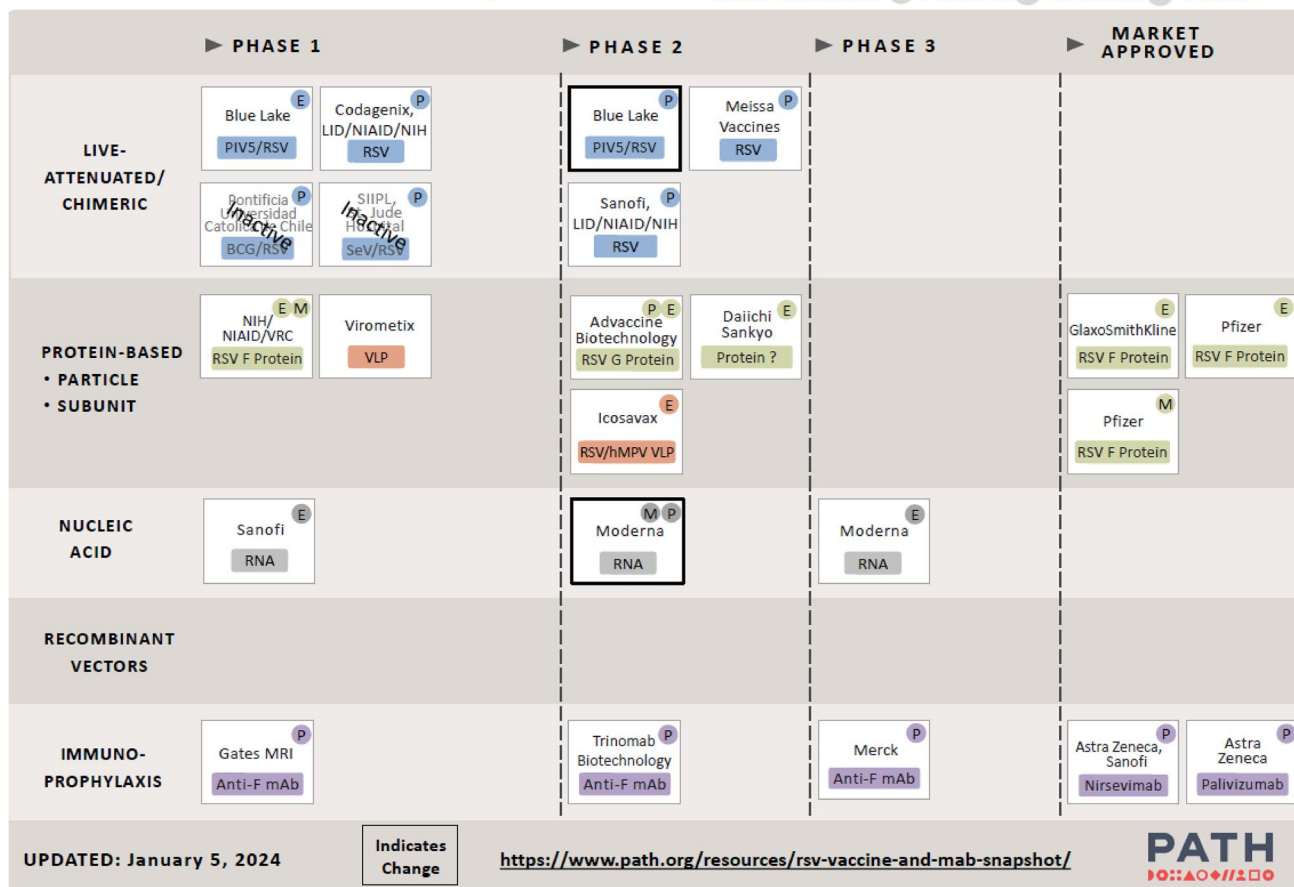 PHASE 1
PHASE 2
PHASE 3
MARKET
APPROVED
LIVE-
ATTENUATED/
CHIMERIC
E
Blue Lake
PIV5/RSV
P
Codagenix,
LID/NIAID/NIH
RSV
P
Pontificia
Universidad
Catolica de Chile
Inactive
BCG/RSV
P
SIIPL,
St. Jude
Hospital
Inactive
SeV/RSV
P
Blue Lake
PIV5/RSV
P
Meissa
Vaccines
RSV
P
Sanofi,
LID/NIAID/NIH
RSV
PROTEIN-BASED
• PARTICLE
• SUBUNIT
E M
NIH/
NIAID/VRC
RSV F Protein
Virometix
VLP
P E
Advaccine
Biotechnology
RSV G Protein
E
Daiichi
Sankyo
Protein ?
E
Icosavax
RSV/hMPV VLP
E
GlaxoSmithKline
RSV F Protein
E
Pfizer
RSV F Protein
M
Pfizer
RSV F Protein
NUCLEIC
ACID
E
Sanofi
RNA
M P
Moderna
RNA
E
Moderna
RNA
RECOMBINANT
VECTORS
IMMUNO-
PROPHYLAXIS
P
Gates MRI
Anti-F mAb
P
Trinomab
Biotechnology
Anti-F mAb
P
Merck
Anti-F mAb
P
Astra Zeneca,
Sanofi
Nirsevimab
P
Astra
Zeneca
Palivizumab
UPDATED: January 5, 2024
Indicates
Change
https://www.path.org/resources/rsv-vaccine-and-mab-snapshot/
PATH